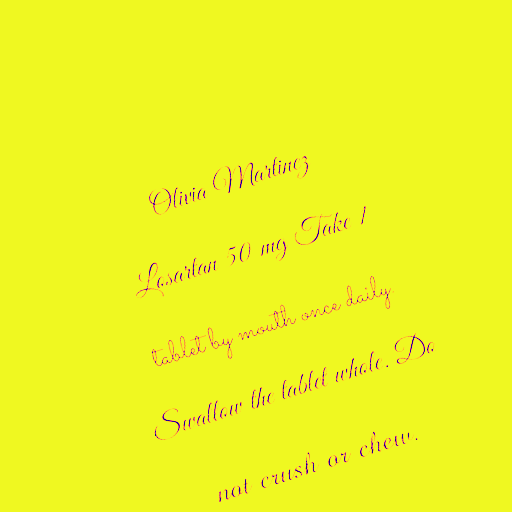 Olivia Martinez
Losartan 50 mg Take 1
tablet by mouth once daily.
Swallow the tablet whole. Do
not crush or chew.